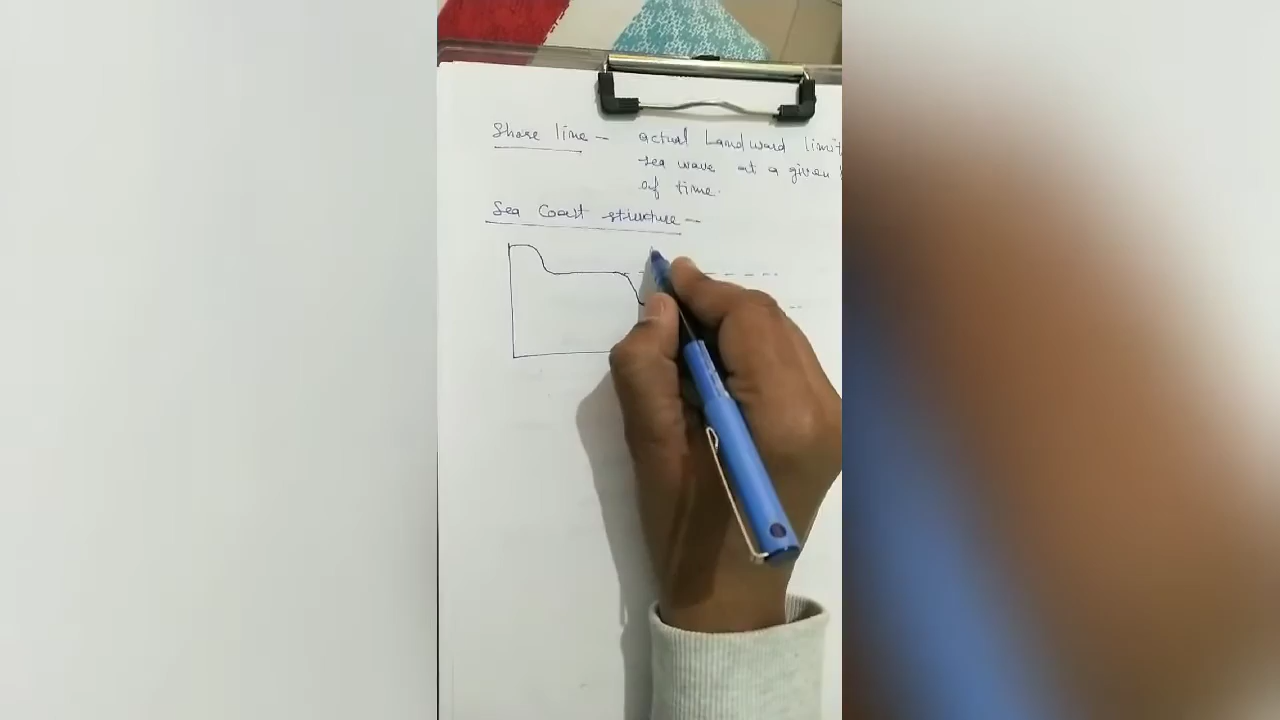 Shore line - actual Landward limit
sea wave at a given
of time.
Sea Coast structure -